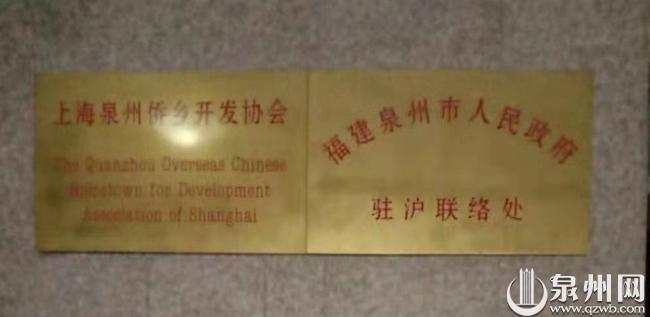 上海泉州侨乡开发协会
The Quanzhou Overseas Chinese
Hometown for Development
Association of Shanghai
福建泉州市人民政府
驻沪联络处
泉州网
www.qzwb.com